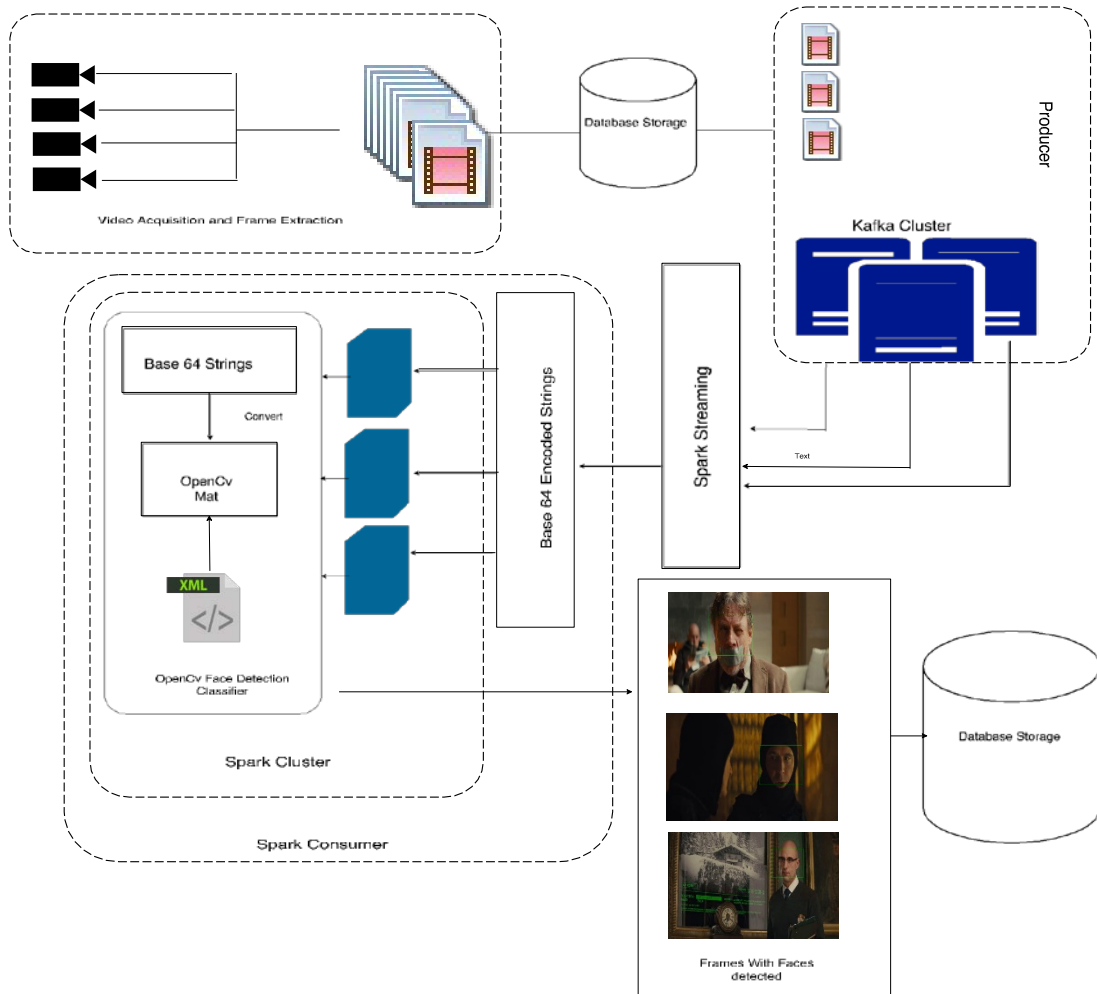 Video Acquisition and Frame Extraction
Database Storage
Producer
Kafka Cluster
Text
Spark Streaming
Base 64 Encoded Strings
Base 64 Strings
Convert
OpenCv
Mat
XML
</>
OpenCv Face Detection
Classifier
Spark Cluster
Spark Consumer
Frames With Faces
detected
Database Storage